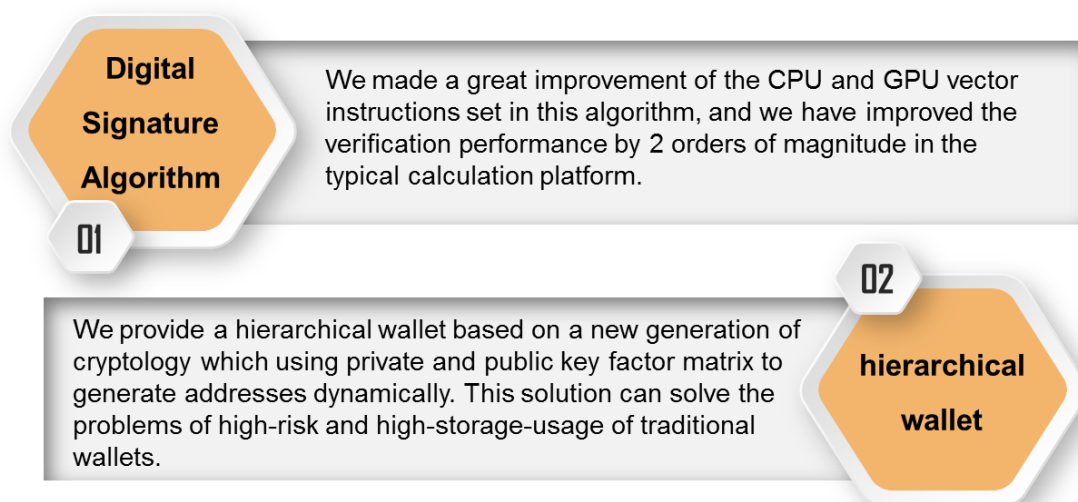 Digital
Signature
Algorithm
01
We made a great improvement of the CPU and GPU vector
instructions set in this algorithm, and we have improved the
verification performance by 2 orders of magnitude in the
typical calculation platform.
02
hierarchical
wallet
We provide a hierarchical wallet based on a new generation of
cryptology which using private and public key factor matrix to
generate addresses dynamically. This solution can solve the
problems of high-risk and high-storage-usage of traditional
wallets.